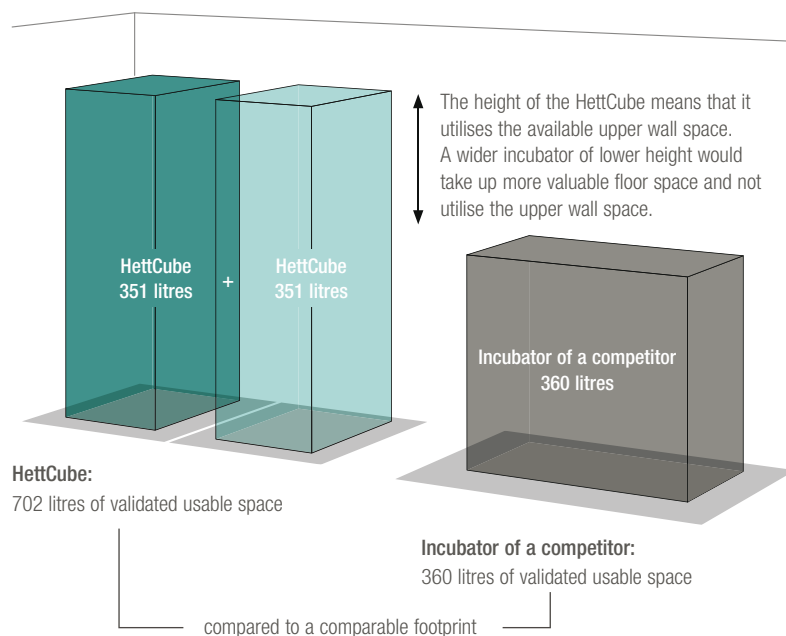 The height of the HettCube means that it
utilises the available upper wall space.
A wider incubator of lower height would
take up more valuable floor space and not
utilise the upper wall space.
HettCube
351 litres
+
HettCube
351 litres
Incubator of a competitor
360 litres
HettCube:
702 litres of validated usable space
Incubator of a competitor:
360 litres of validated usable space
compared to a comparable footprint